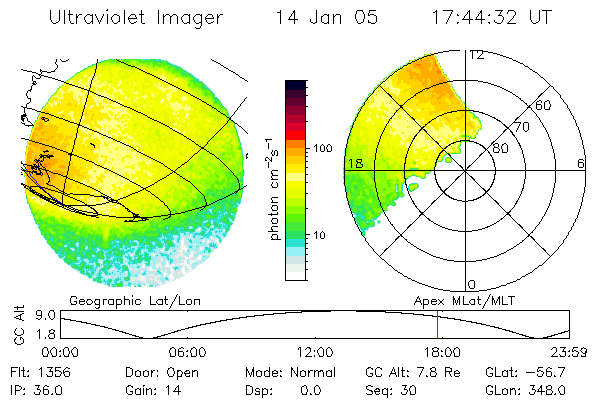 Ultraviolet Imager 14 Jan 05 17:44:32 UT
photon cm−2s−1
100
10
12
60
70
80
18
6
0
Geographic Lat/Lon
Apex MLat/MLT
GC Alt
9.0
1.8
00:00 06:00 12:00 18:00 23:59
Flt: 1356 Door: Open Mode: Normal GC Alt: 7.8 Re GLat: −56.7
IP: 36.0 Gain: 14 Dsp: 0.0 Seq: 30 GLon: 348.0